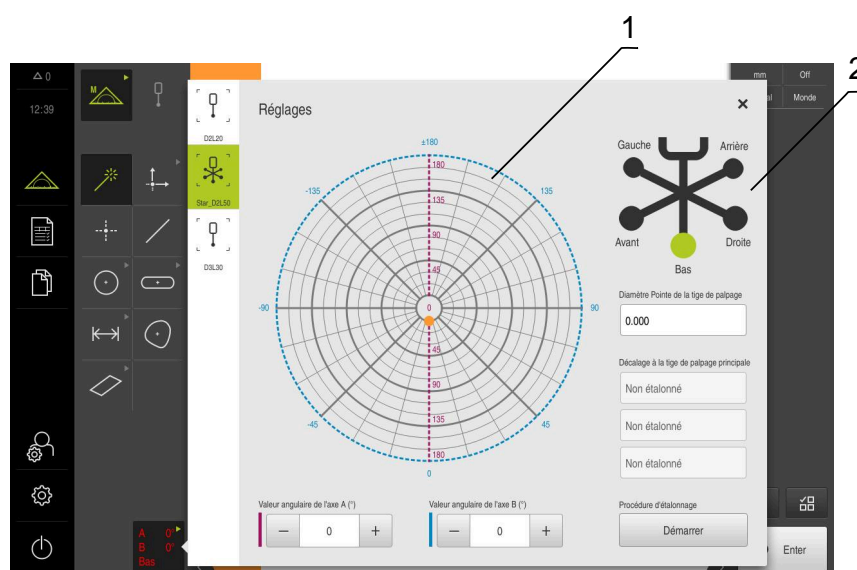 1
2
0
12:39
M
D2L20
Star_D2L50
D3L30
Réglages
±180
180
-135
135
135
90
45
-90
0
90
45
90
-45
135
45
180
0
Gauche
Arrière
Avant
Droite
Bas
Diamètre Pointe de la tige de palpage
0.000
Décalage à la tige de palpage principale
Non étalonné
Non étalonné
Non étalonné
Valeur angulaire de l'axe A (°)
Valeur angulaire de l'axe B (°)
Procédure d'étalonnage
− 0 +
− 0 +
Démarrer
mm Off
al Monde
A 0°
B 0°
Bas
Enter